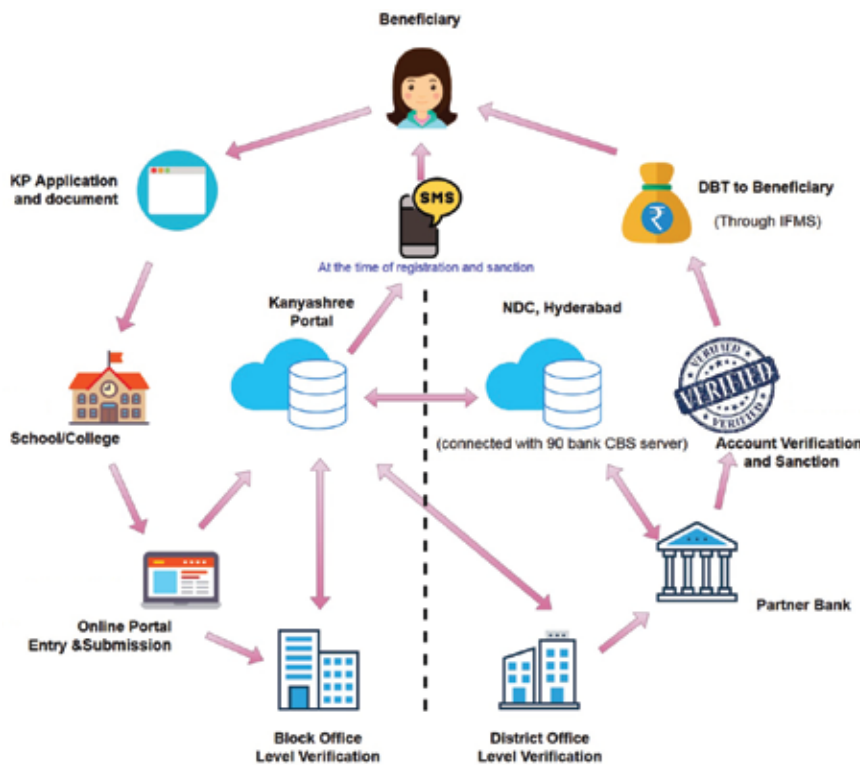 Beneficiary
KP Application
and document
SMS
DBT to Beneficiary
(Through IFMS)
At the time of registration and sanction
Kanyashree
Portal
NDC, Hyderabad
VERIFIED
VERIFIED
VERIFIED
School/College
(connected with 90 bank CBS server)
Account Verification
and Sanction
Online Portal
Entry &Submission
Partner Bank
Block Office
Level Verification
District Office
Level Verification